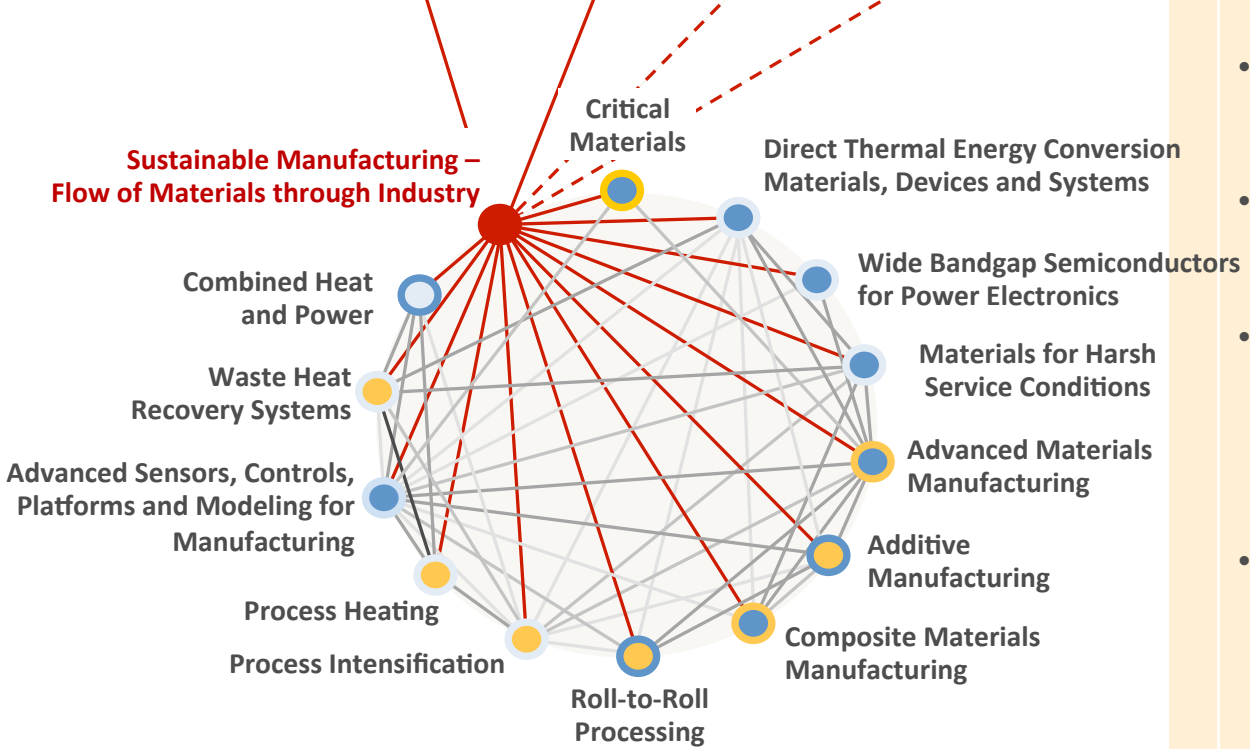 Critical
Materials
Sustainable Manufacturing –
Flow of Materials through Industry
Direct Thermal Energy Conversion
Materials, Devices and Systems
Combined Heat
and Power
Wide Bandgap Semiconductors
for Power Electronics
Waste Heat
Recovery Systems
Materials for Harsh
Service Conditions
Advanced Sensors, Controls,
Platforms and Modeling for
Manufacturing
Advanced Materials
Manufacturing
Process Heating
Additive
Manufacturing
Process Intensification
Composite Materials
Manufacturing
Roll-to-Roll
Processing